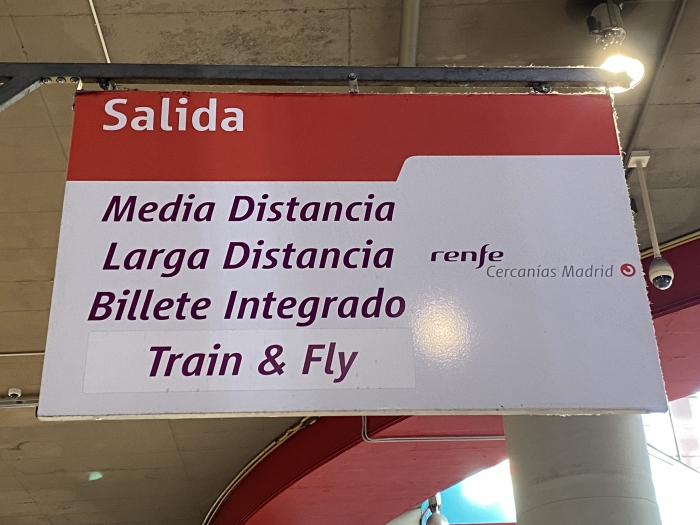 Salida
Media Distancia
Larga Distancia
Billete Integrado
Train & Fly
renfe
Cercanías Madrid